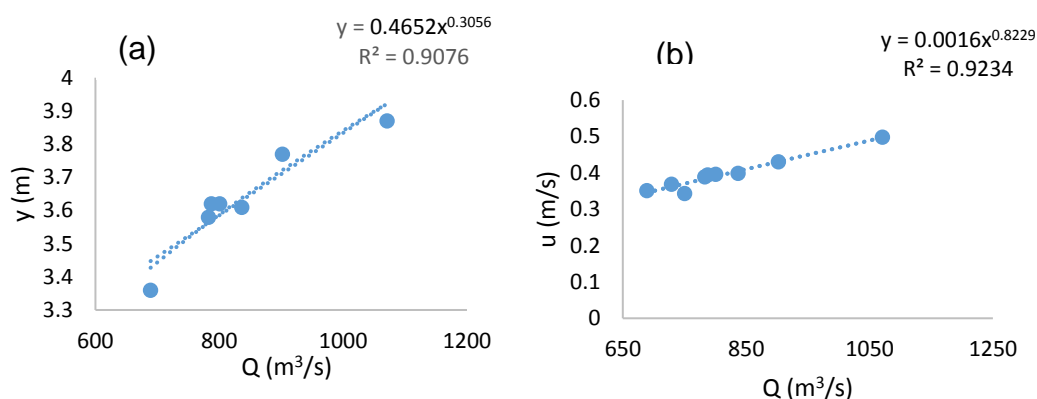 (a)
y = 0.4652x^0.3056
R² = 0.9076
4
3.9
3.8
3.7
3.6
3.5
3.4
3.3
y (m)
600
800
1000
1200
Q (m³/s)
(b)
y = 0.0016x^0.8229
R² = 0.9234
0.6
0.5
0.4
0.3
0.2
0.1
0
u (m/s)
650
850
1050
1250
Q (m³/s)